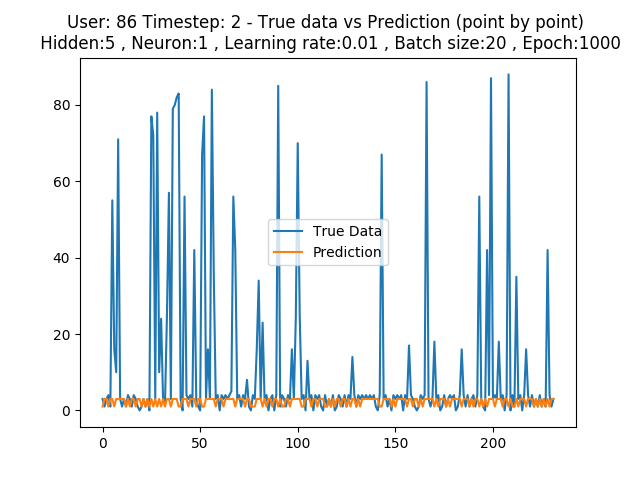 User: 86 Timestep: 2 - True data vs Prediction (point by point)
Hidden:5 , Neuron:1 , Learning rate:0.01 , Batch size:20 , Epoch:1000
80
60
40
20
0
True Data
Prediction
0
50
100
150
200